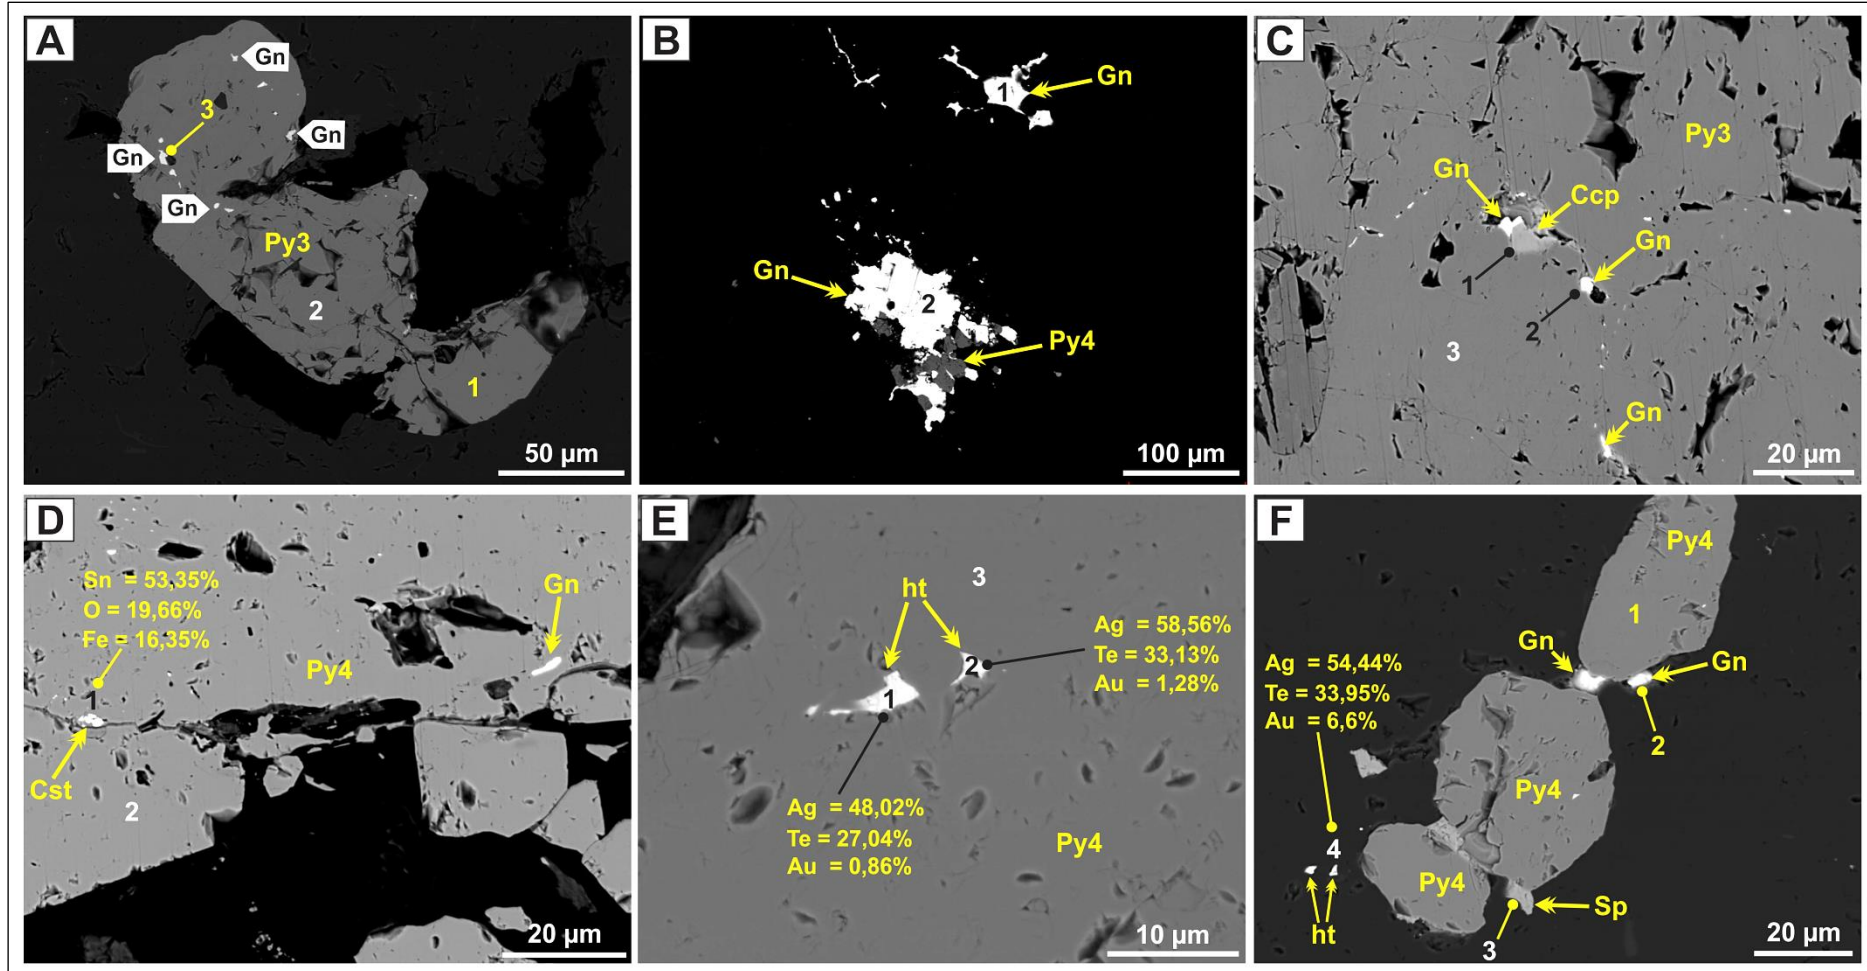 A
Gn
3
Gn
Gn
Gn
Py3
2
1
50 µm
B
1
Gn
Gn
2
Py4
100 µm
C
Py3
Gn
Ccp
Gn
1
2
3
Gn
20 µm
D
Sn = 53,35%
O = 19,66%
Fe = 16,35%
Gn
Py4
1
Cst
2
20 µm
E
3
ht
Ag = 58,56%
Te = 33,13%
Au = 1,28%
2
1
Ag = 48,02%
Te = 27,04%
Au = 0,86%
Py4
10 µm
F
Py4
1
Gn
Gn
Ag = 54,44%
Te = 33,95%
Au = 6,6%
2
Py4
4
Py4
Sp
ht
3
20 µm